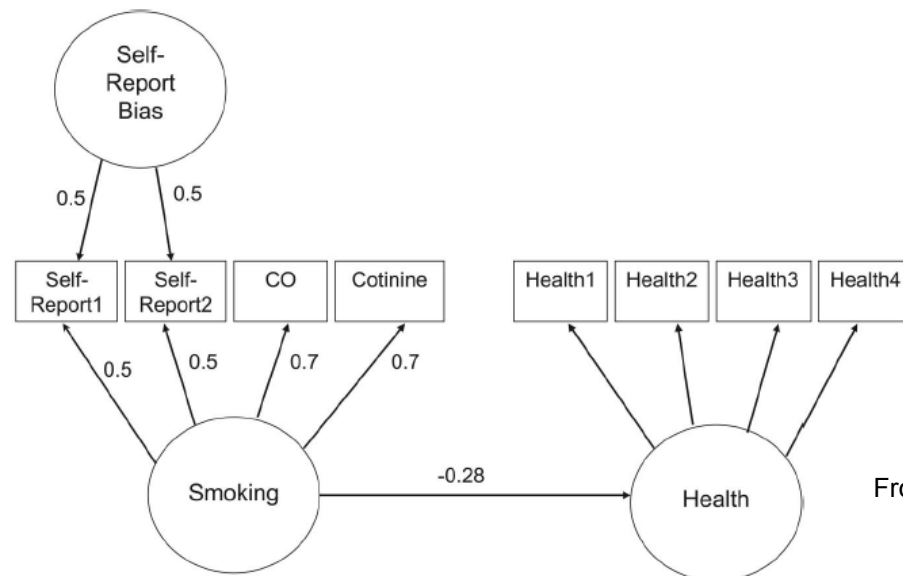 Self-
Report
Bias
0.5
0.5
Self-
Report1
Self-
Report2
CO
Cotinine
Health1
Health2
Health3
Health4
0.5
0.5
0.7
0.7
Smoking
-0.28
Health